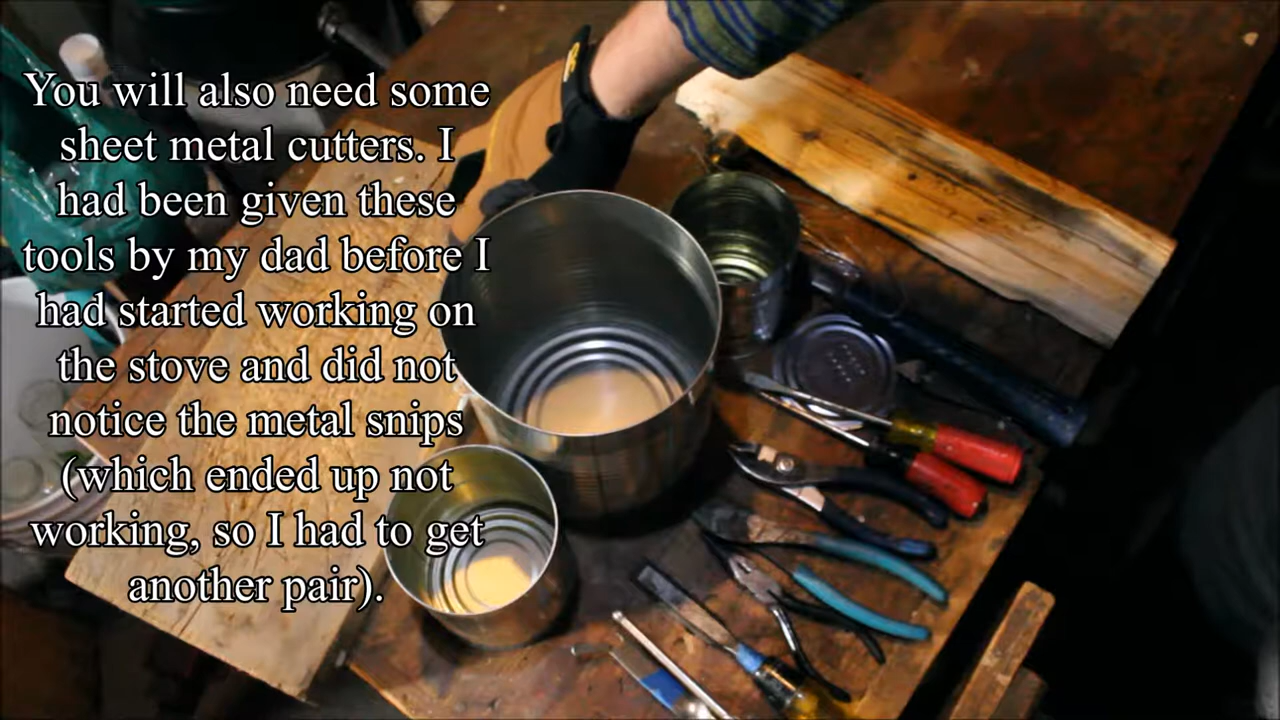 You will also need some
sheet metal cutters. I
had been given these
tools by my dad before I
had started working on
the stove and did not
notice the metal snips
(which ended up not
working, so I had to get
another pair).